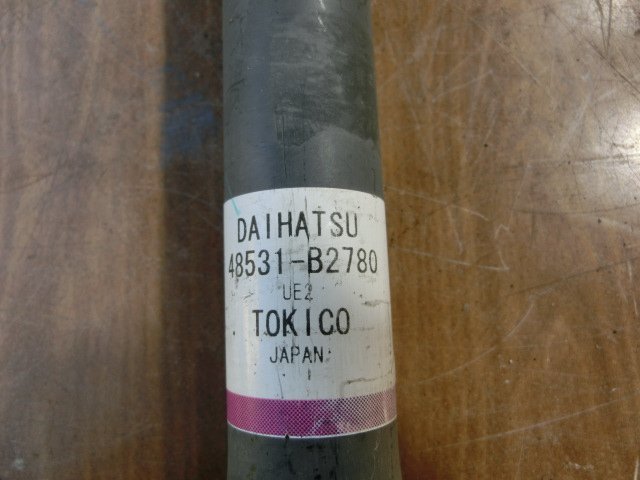 DAIHATSU
48531-B2780
UE2
TOKICO
JAPAN